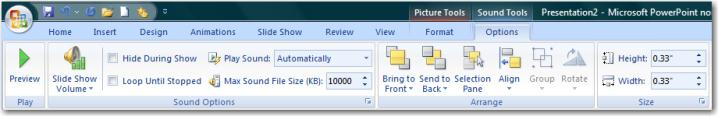 Picture Tools Sound Tools Presentation2 - Microsoft PowerPoint no
Home Insert Design Animations Slide Show Review View Format Options
Preview Slide Show Volume Hide During Show Play Sound: Automatically
Loop Until Stopped Max Sound File Size (KB): 10000
Bring to Front Send to Back Selection Pane Align Group Rotate
Height: 0.33"
Width: 0.33"
Play Sound Options Arrange Size